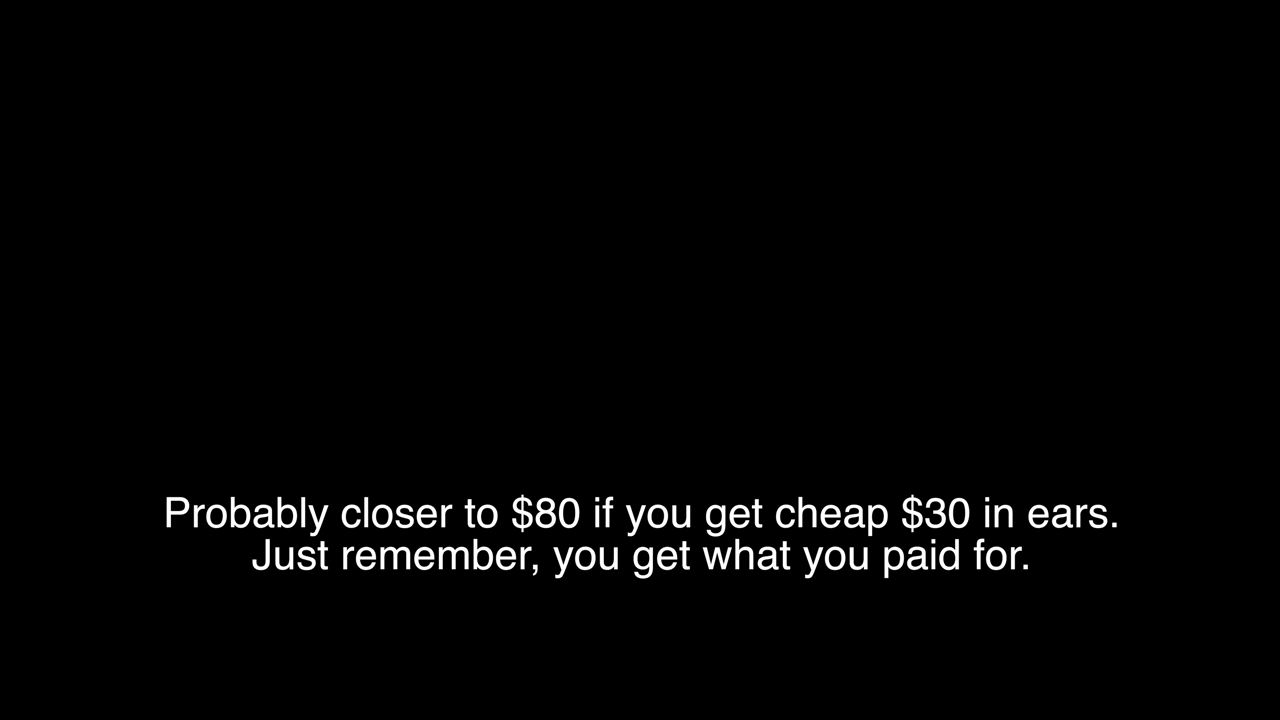 Probably closer to $80 if you get cheap $30 in ears.
Just remember, you get what you paid for.